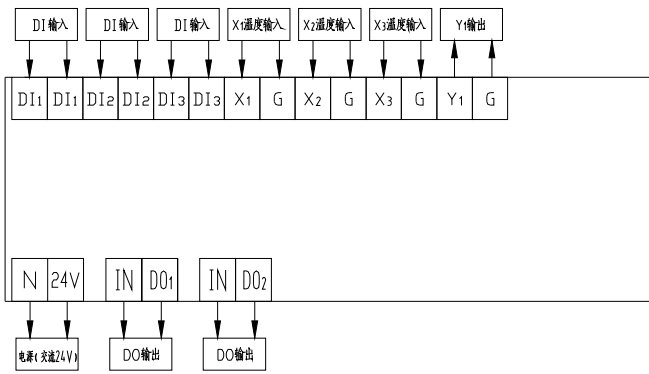 DI输入 DI输入 DI输入 X1温度输入 X2温度输入 X3温度输入 Y1输出
DI1 DI1 DI2 DI2 DI3 DI3 X1 G X2 G X3 G Y1 G
N 24V IN DO1 IN DO2
电源(交流24V) DO输出 DO输出